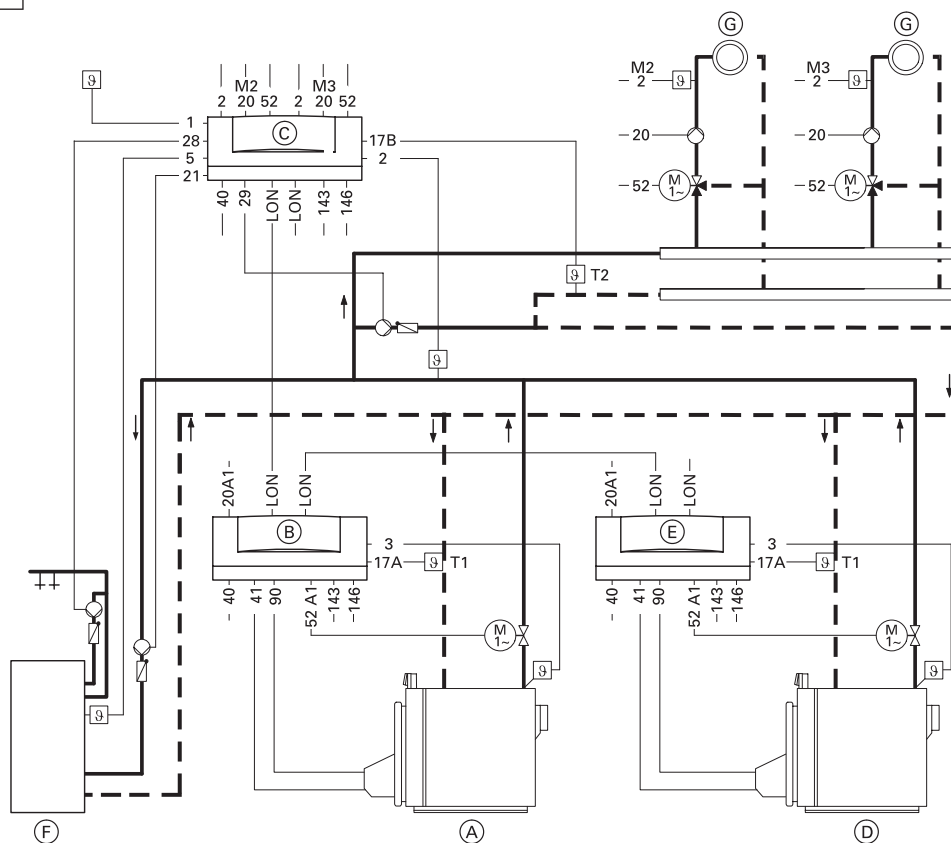 G G
ϑ M2 M3 M2 M3
2 20 52 2 20 52 2 ϑ 2 ϑ
C
1 17B 20 20
28 2
5
21 52 M 1~ 52 M 1~
40 29 LON LON 143 146
ϑ T2
ϑ
20A1 LON LON 20A1 LON LON
B E
3 3
17A ϑ T1 17A ϑ T1
40 41 90 52 A1 143 146 40 41 90 52 A1 143 146
M 1~ M 1~
ϑ ϑ
ϑ
F A D